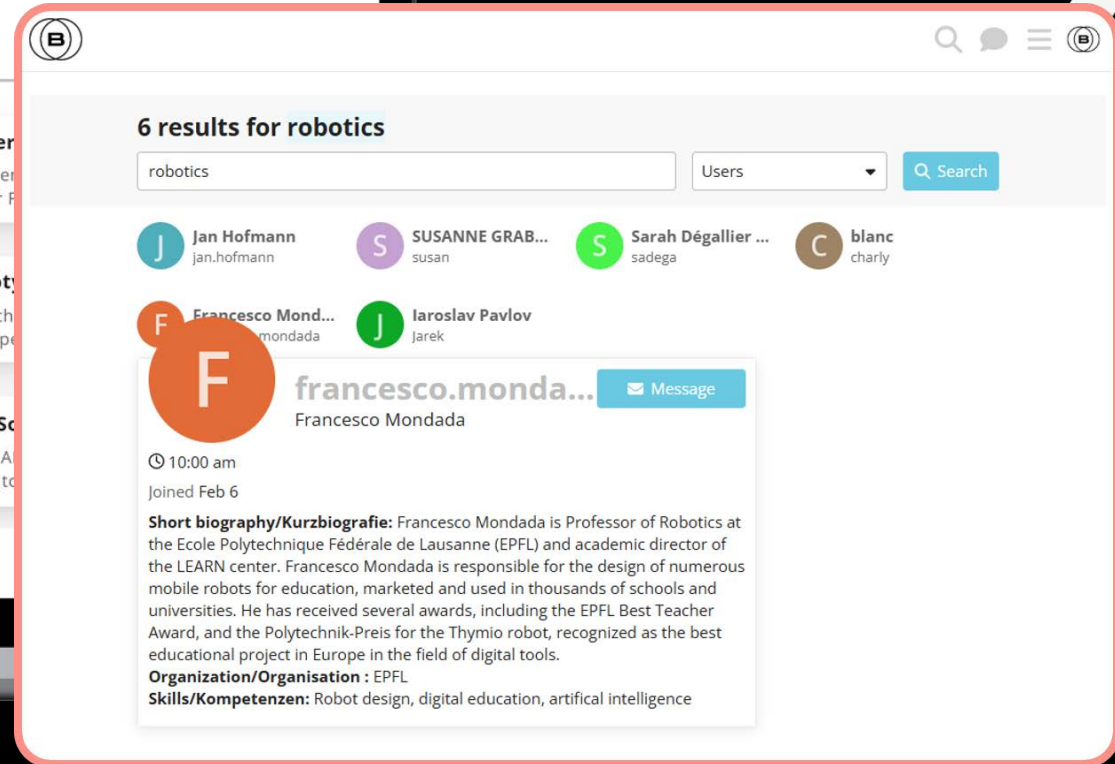 B
B
6 results for robotics
robotics
Users
Search
J
Jan Hofmann
jan.hofmann
S
SUSANNE GRAB...
susan
S
Sarah Dégallier ...
sadega
C
blanc
charly
F
Francesco Mond...
mondada
J
Iaroslav Pavlov
Jarek
F
francesco.monda...
Message
Francesco Mondada
10:00 am
Joined Feb 6
Short biography/Kurzbiografie: Francesco Mondada is Professor of Robotics at
the Ecole Polytechnique Fédérale de Lausanne (EPFL) and academic director of
the LEARN center. Francesco Mondada is responsible for the design of numerous
mobile robots for education, marketed and used in thousands of schools and
universities. He has received several awards, including the EPFL Best Teacher
Award, and the Polytechnik-Preis for the Thymio robot, recognized as the best
educational project in Europe in the field of digital tools.
Organization/Organisation : EPFL
Skills/Kompetenzen: Robot design, digital education, artifical intelligence